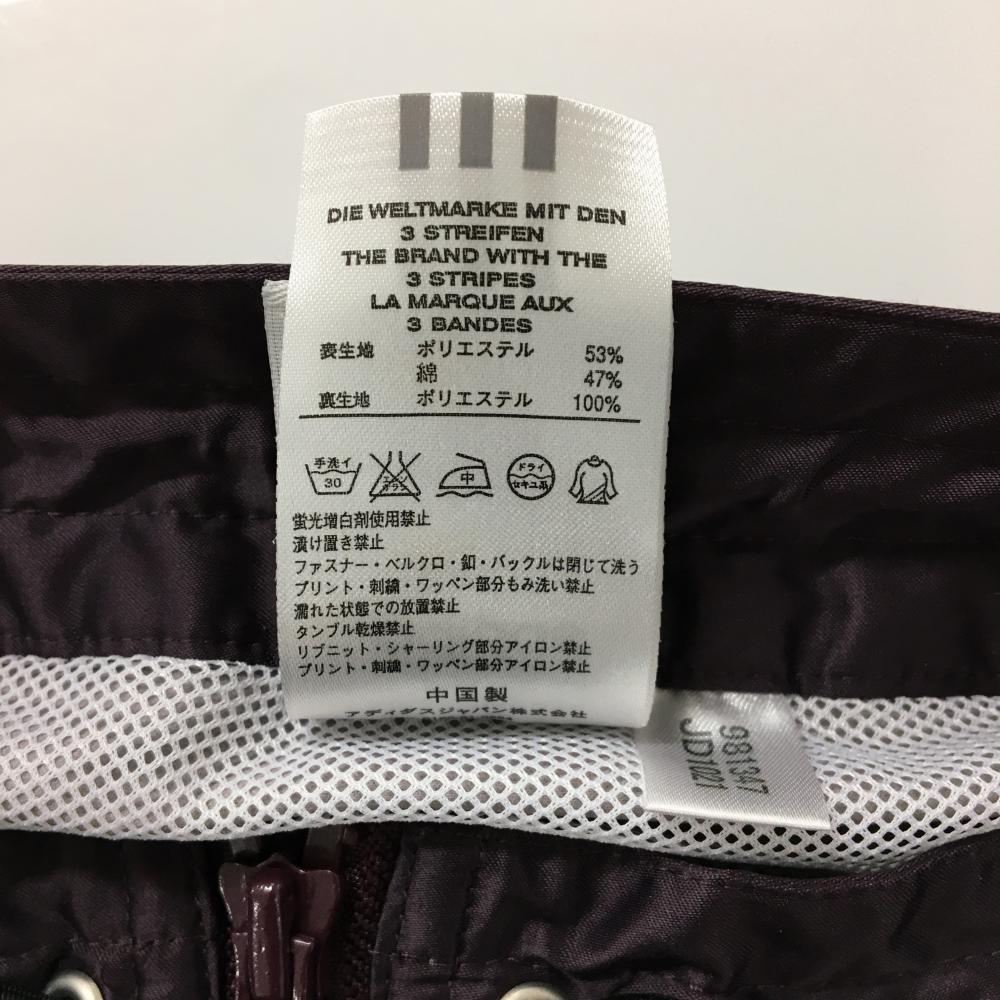 DIE WELTMARKE MIT DEN
3 STREIFEN
THE BRAND WITH THE
3 STRIPES
LA MARQUE AUX
3 BANDES
表生地 ポリエステル 53%
綿 47%
裏生地 ポリエステル 100%
手洗イ 30 エンソサラシ 中 ドライ セキユ系
蛍光増白剤使用禁止
漬け置き禁止
ファスナー・ベルクロ・釦・バックルは閉じて洗う
プリント・刺繍・ワッペン部分もみ洗い禁止
濡れた状態での放置禁止
タンブル乾燥禁止
リブニット・シャーリング部分アイロン禁止
プリント・刺繍・ワッペン部分アイロン禁止
中国製
アディダスジャパン株式会社
981347
JD1021